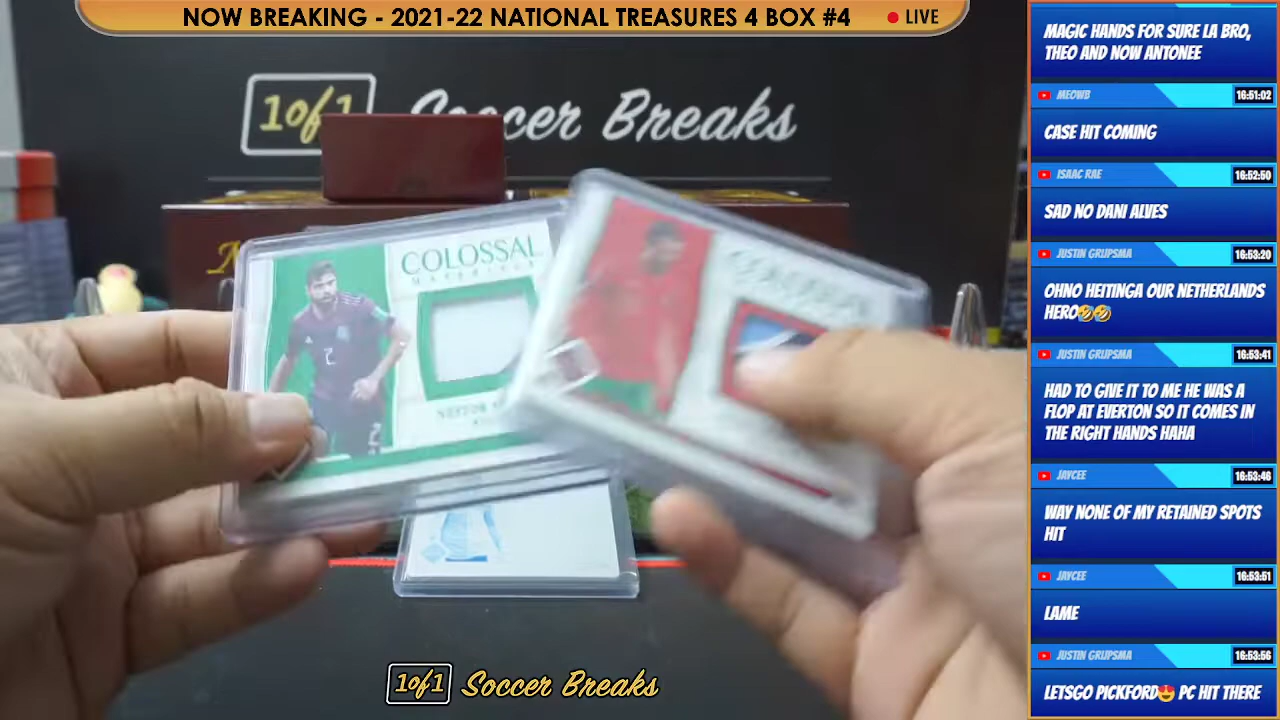 NOW BREAKING - 2021-22 NATIONAL TREASURES 4 BOX #4
LIVE
1of1 Soccer Breaks
COLOSSAL
2
2
1of1 Soccer Breaks
MAGIC HANDS FOR SURE LA BRO,
THEO AND NOW ANTONEE
MEOWB
16:51:02
CASE HIT COMING
ISAAC RAE
16:52:50
SAD NO DANI ALVES
JUSTIN GRIJPSMA
16:53:20
OHNO HEITINGA OUR NETHERLANDS
HERO🤣🤣
JUSTIN GRIJPSMA
16:53:41
HAD TO GIVE IT TO ME HE WAS A
FLOP AT EVERTON SO IT COMES IN
THE RIGHT HANDS HAHA
JAYCEE
16:53:46
WAY NONE OF MY RETAINED SPOTS
HIT
JAYCEE
16:53:51
LAME
JUSTIN GRIJPSMA
16:53:56
LETSGO PICKFORD😍 PC HIT THERE